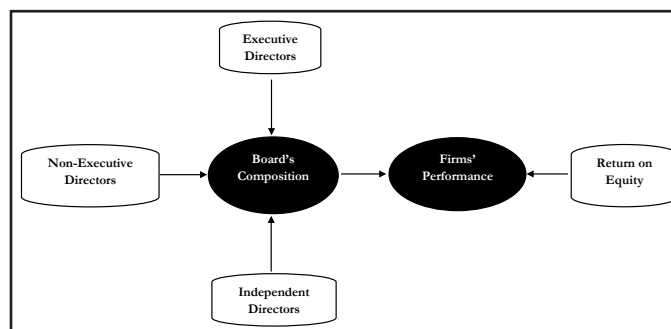 Executive
Directors
Non-Executive
Directors
Board's
Composition
Firms'
Performance
Return on
Equity
Independent
Directors